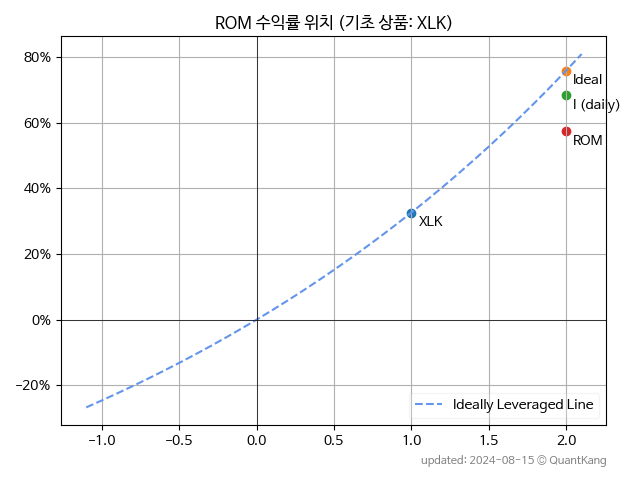 ROM 수익률 위치 (기초 상품: XLK)
80%
60%
40%
20%
0%
−20%
Ideal
I (daily)
ROM
XLK
Ideally Leveraged Line
−1.0
−0.5
0.0
0.5
1.0
1.5
2.0
updated: 2024-08-15 © QuantKang